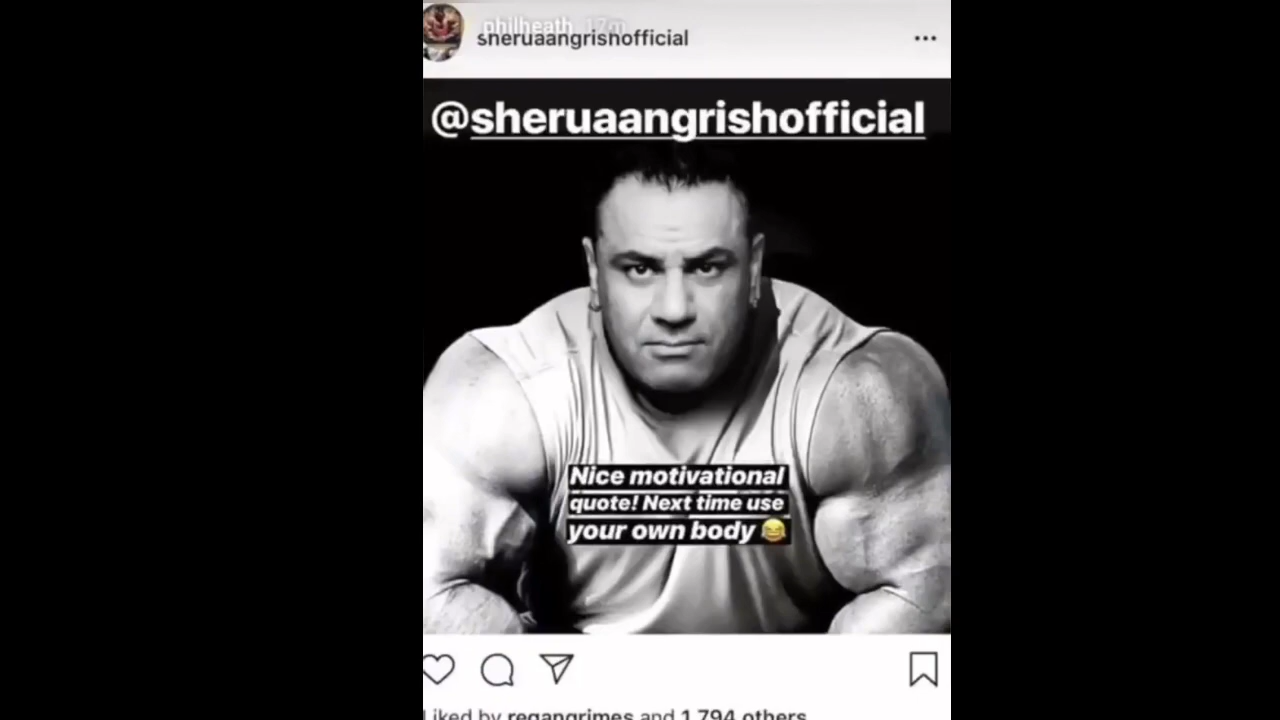 philheath 17m
sheruaangrishofficial
@sheruaangrishofficial
Nice motivational
quote! Next time use
your own body 😂
Liked by regangrimes and 1,794 others